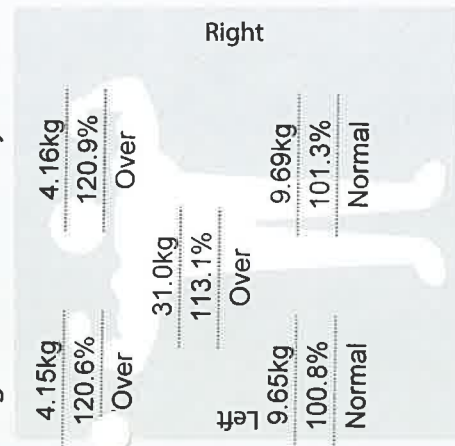 Right
4.15kg
120.6%
Over
4.16kg
120.9%
Over
31.0kg
113.1%
Over
Left
9.65kg
100.8%
Normal
9.69kg
101.3%
Normal